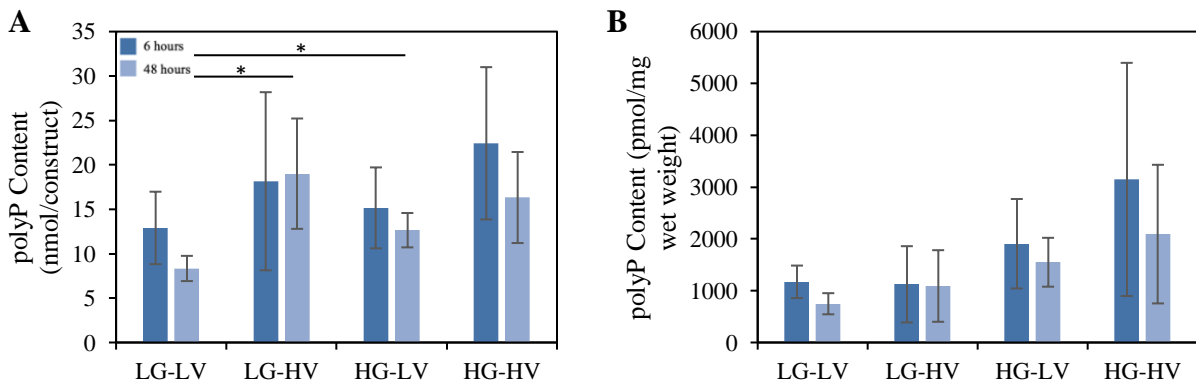 A
polyP Content
(nmol/construct)
35
30
25
20
15
10
5
0
6 hours
48 hours
*
*
LG-LV LG-HV HG-LV HG-HV
B
polyP Content (pmol/mg
wet weight)
6000
5000
4000
3000
2000
1000
0
LG-LV LG-HV HG-LV HG-HV